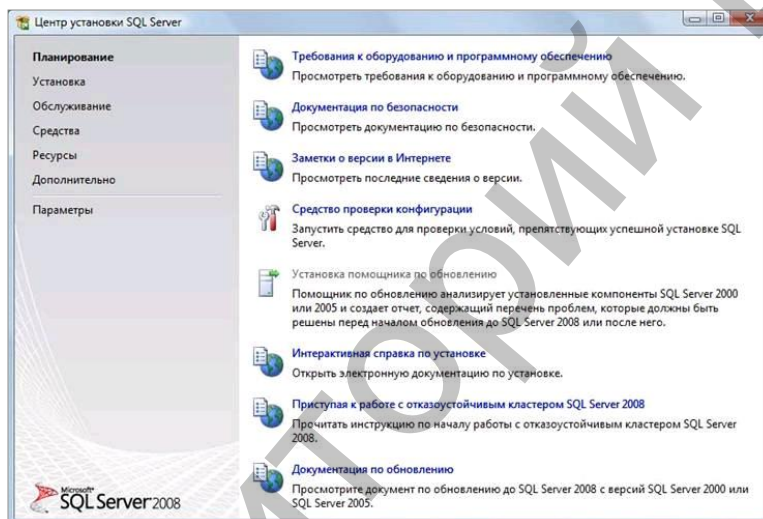 Центр установки SQL Server
Планирование
Установка
Обслуживание
Средства
Ресурсы
Дополнительно
Параметры
Требования к оборудованию и программному обеспечению
Просмотреть требования к оборудованию и программному обеспечению.
Документация по безопасности
Просмотреть документацию по безопасности.
Заметки о версии в Интернете
Просмотреть последние сведения о версии.
Средство проверки конфигурации
Запустить средство для проверки условий, препятствующих успешной установке SQL
Server.
Установка помощника по обновлению
Помощник по обновлению анализирует установленные компоненты SQL Server 2000
или 2005 и создает отчет, содержащий перечень проблем, которые должны быть
решены перед началом обновления до SQL Server 2008 или после него.
Интерактивная справка по установке
Открыть электронную документацию по установке.
Приступая к работе с отказоустойчивым кластером SQL Server 2008
Прочитать инструкцию по началу работы с отказоустойчивым кластером SQL Server
2008.
Документация по обновлению
Просмотрите документ по обновлению до SQL Server 2008 с версий SQL Server 2000 или
SQL Server 2005.
Microsoft
SQL Server 2008